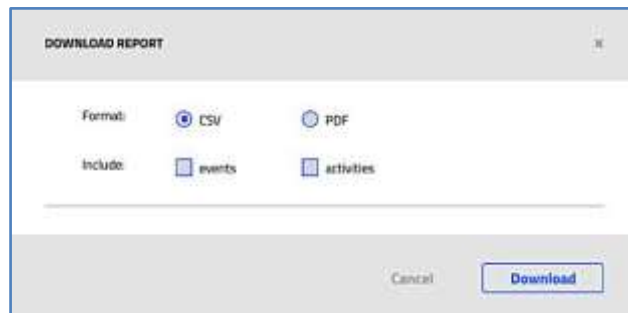 DOWNLOAD REPORT ×
Format: CSV PDF
Include: events activities
Cancel Download